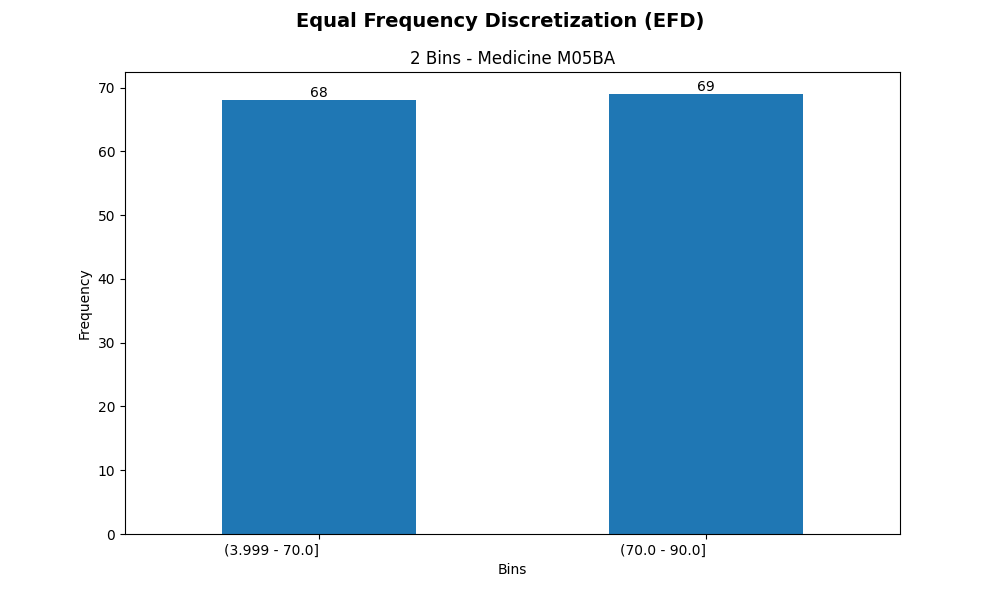 Equal Frequency Discretization (EFD)
2 Bins - Medicine M05BA
68
69
70
60
50
40
30
20
10
0
Frequency
(3.999 - 70.0]
(70.0 - 90.0]
Bins